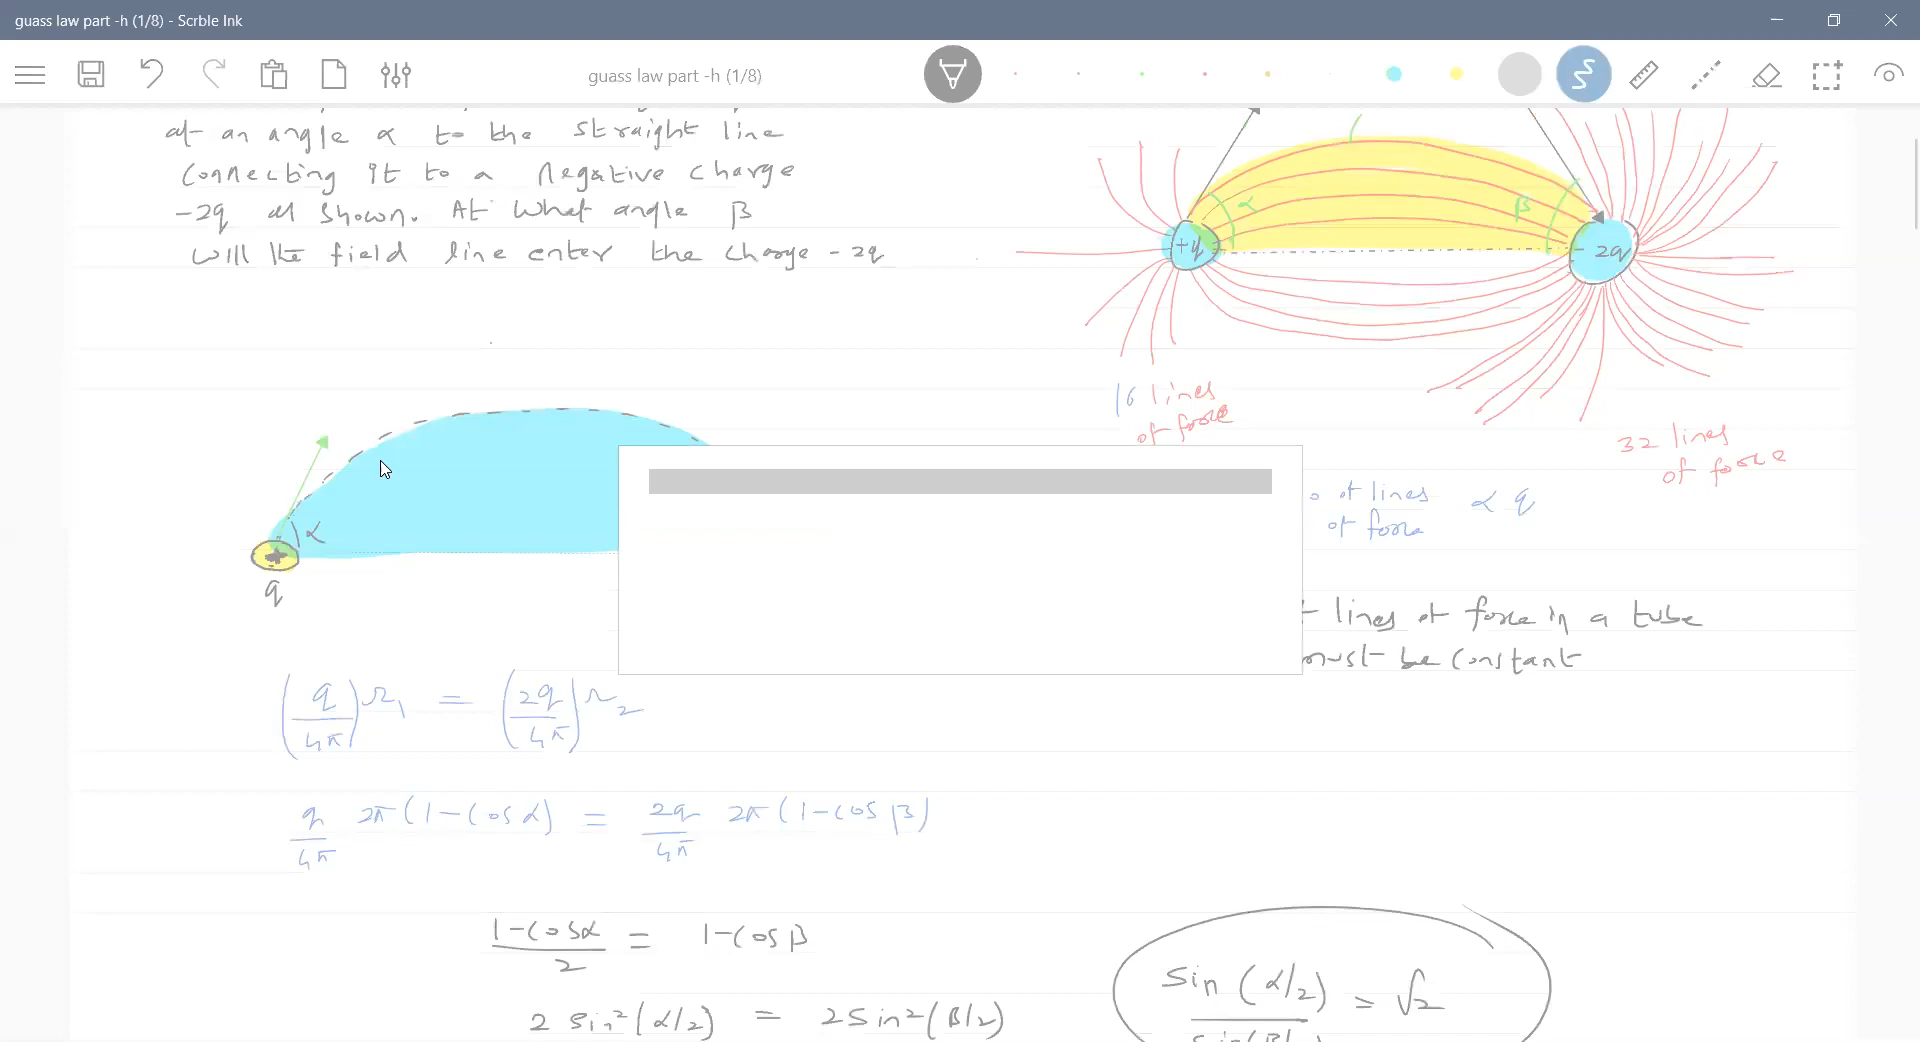 guass law part -h (1/8) - Scrble Ink
guass law part -h (1/8)
at an angle α to the straight line
connecting it to a negative charge
-2q as shown. At what angle β
will the field line enter the charge -2q
α
β
+q
- 2q
16 lines
of force
32 lines
of force
of lines
of force α q
lines of force in a tube
must be constant
α
q
(q/4π) Ω₁ = (2q/4π) Ω₂
q/4π 2π(1-cos α) = 2q/4π 2π(1-cos β)
1-cosα/2 = 1-cos β
2 sin²(α/2) = 2 sin²(β/2)
sin (α/2)
= √2